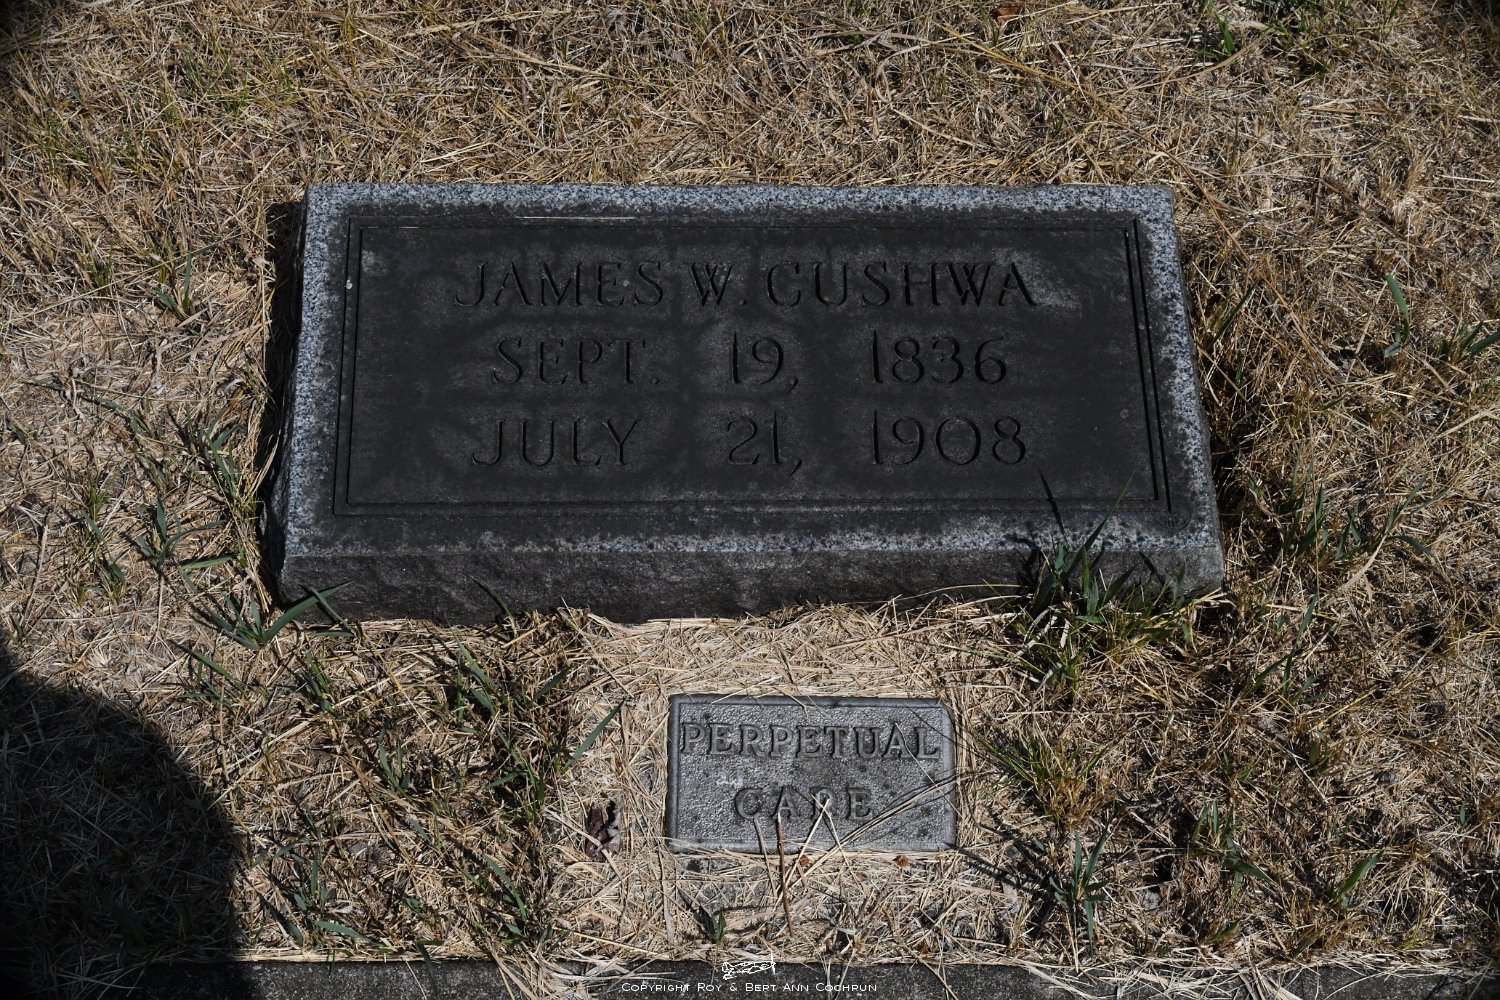 JAMES W. CUSHWA
SEPT. 19, 1836
JULY 21, 1908
PERPETUAL
CARE
Copyright Roy & Bert Ann Cochrun